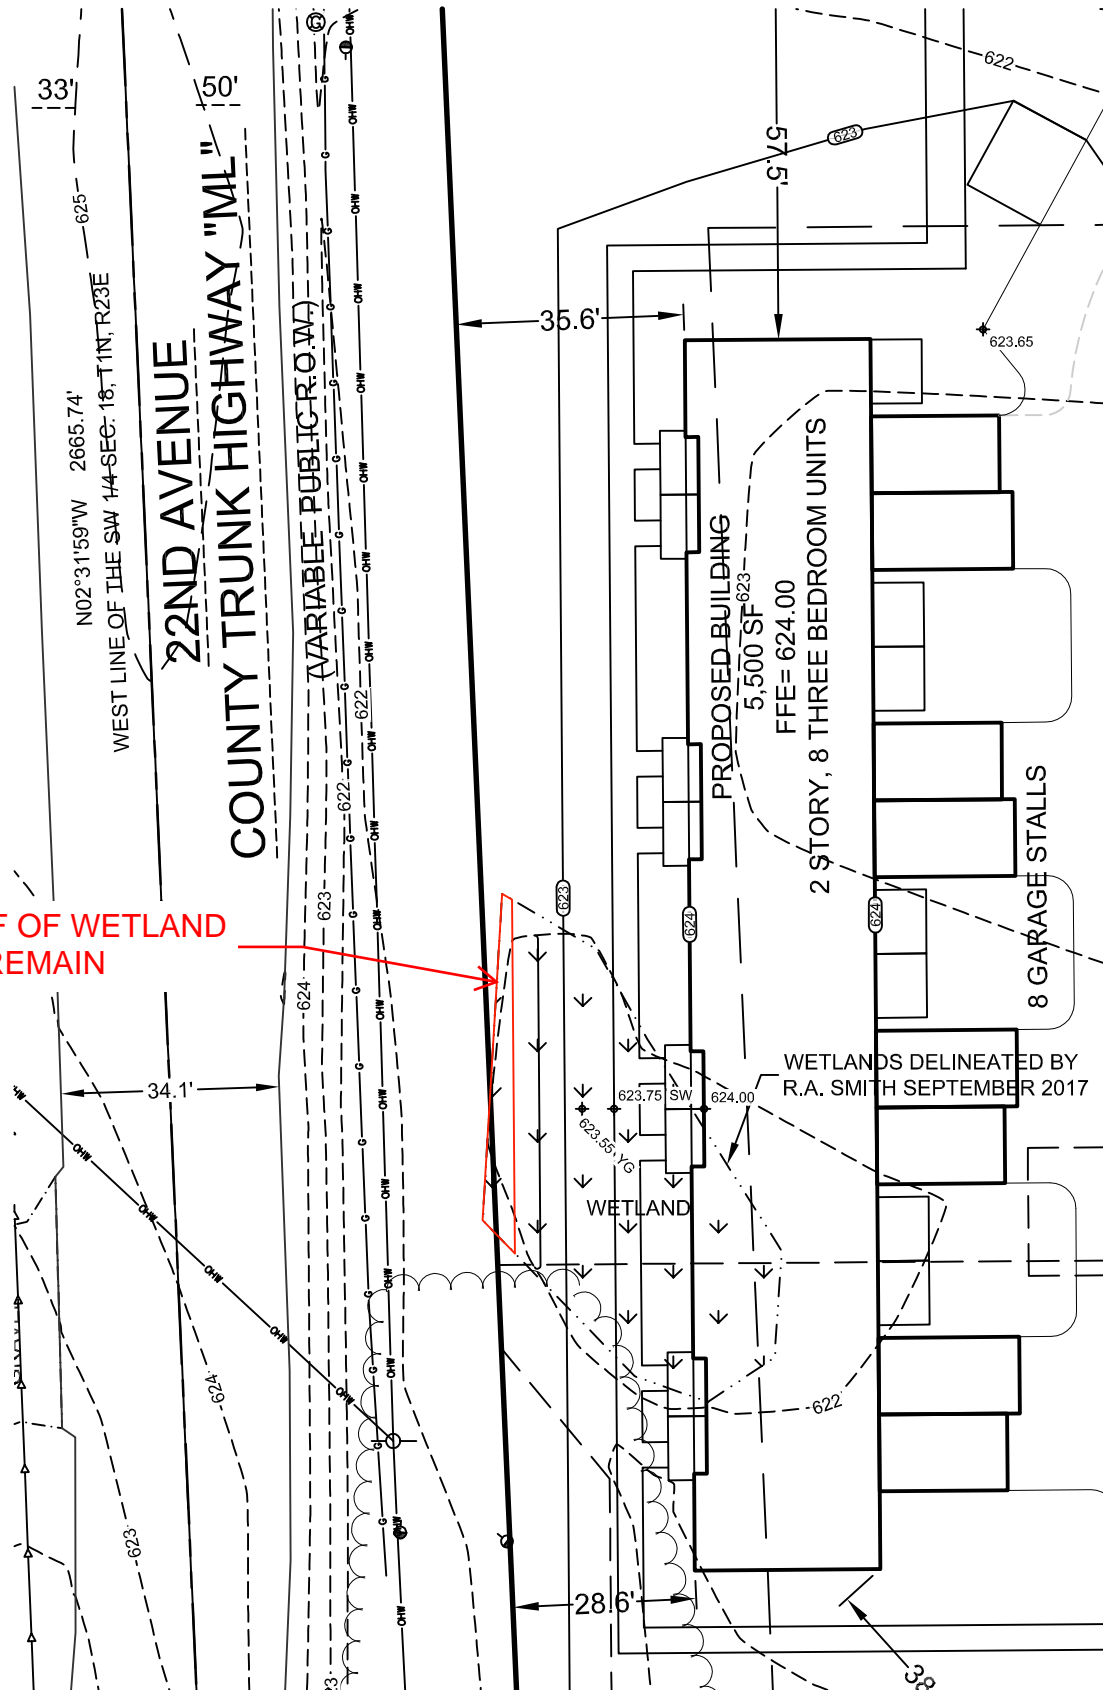 33'
50'
625
N02°31'59"W 2665.74'
WEST LINE OF THE SW 1/4 SEC. 18, T1N, R23E
22ND AVENUE
COUNTY TRUNK HIGHWAY "ML"
(VARIABLE PUBLIC R.O.W.)
57.5'
622
623
35.6'
623.65
PROPOSED BUILDING
5,500 SF
FFE= 624.00
2 STORY, 8 THREE BEDROOM UNITS
623
8 GARAGE STALLS
622
622
623
624
F OF WETLAND
REMAIN
623
624
624
34.1'
WETLANDS DELINEATED BY
R.A. SMITH SEPTEMBER 2017
623.75 SW
624.00
623.55 YG
WETLAND
622
624
623
28.6'
38
23
G
OHW